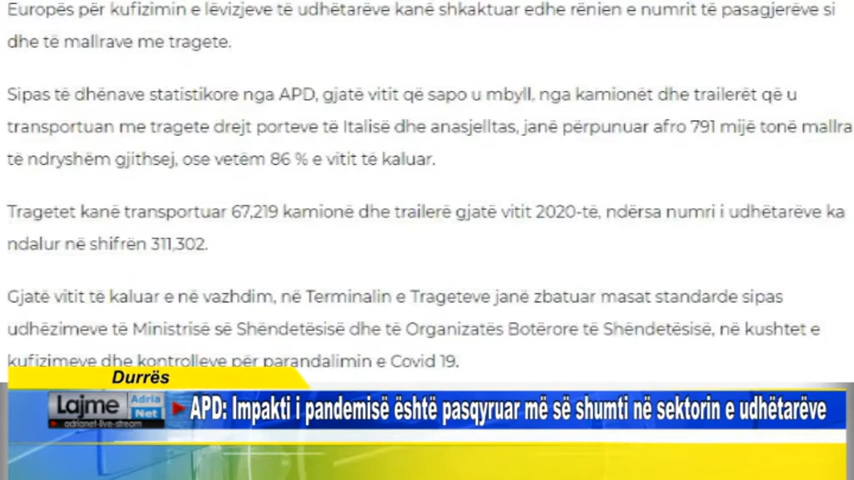 Europës për kufizimin e lëvizjeve të udhëtarëve kanë shkaktuar edhe rënien e numrit të pasagjerëve si
dhe të mallrave me tragete.
Sipas të dhënave statistikore nga APD, gjatë vitit që sapo u mbyll, nga kamionët dhe trailerët që u
transportuan me tragete drejt porteve të Italisë dhe anasjelltas, janë përpunuar afro 791 mijë tonë mallra
të ndryshëm gjithsej, ose vetëm 86 % e vitit të kaluar.
Tragetet kanë transportuar 67,219 kamionë dhe trailerë gjatë vitit 2020-të, ndërsa numri i udhëtarëve ka
ndalur në shifrën 311,302.
Gjatë vitit të kaluar e në vazhdim, në Terminalin e Trageteve janë zbatuar masat standarde sipas
udhëzimeve të Ministrisë së Shëndetësisë dhe të Organizatës Botërore të Shëndetësisë, në kushtet e
kufizimeve dhe kontrolleve për parandalimin e Covid 19.
Durrës
Lajme Adria Net
adrianet-live-stream
APD: Impakti i pandemisë është pasqyruar më së shumti në sektorin e udhëtarëve